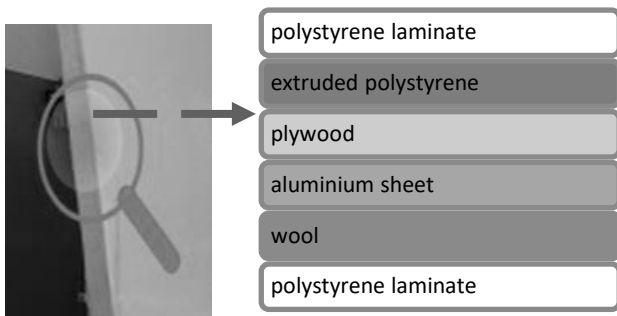 polystyrene laminate
extruded polystyrene
plywood
aluminium sheet
wool
polystyrene laminate